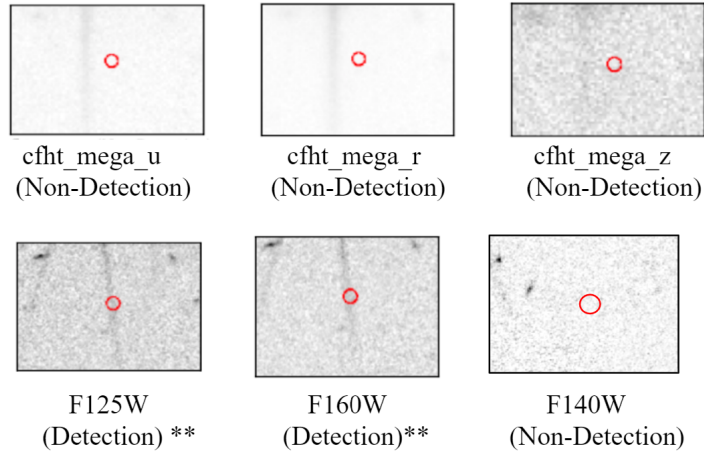 cfht_mega_u
(Non-Detection)
cfht_mega_r
(Non-Detection)
cfht_mega_z
(Non-Detection)
F125W
(Detection) **
F160W
(Detection)**
F140W
(Non-Detection)